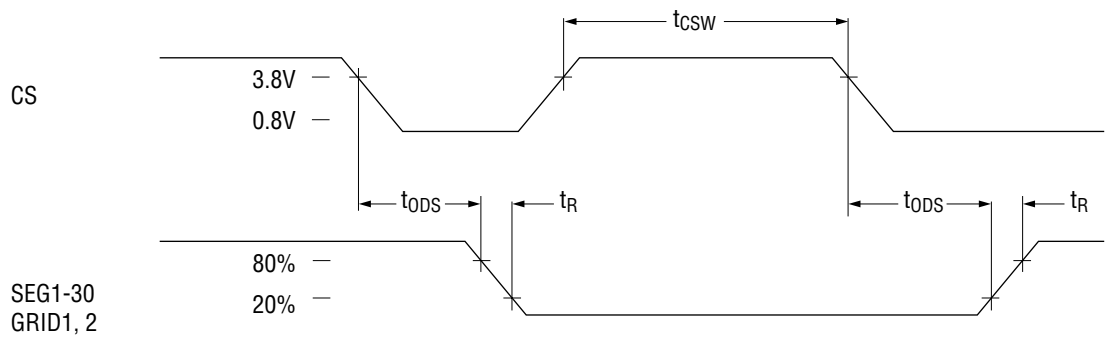 tCSW
CS
3.8V
0.8V
tODS
tR
tODS
tR
80%
20%
SEG1-30
GRID1, 2